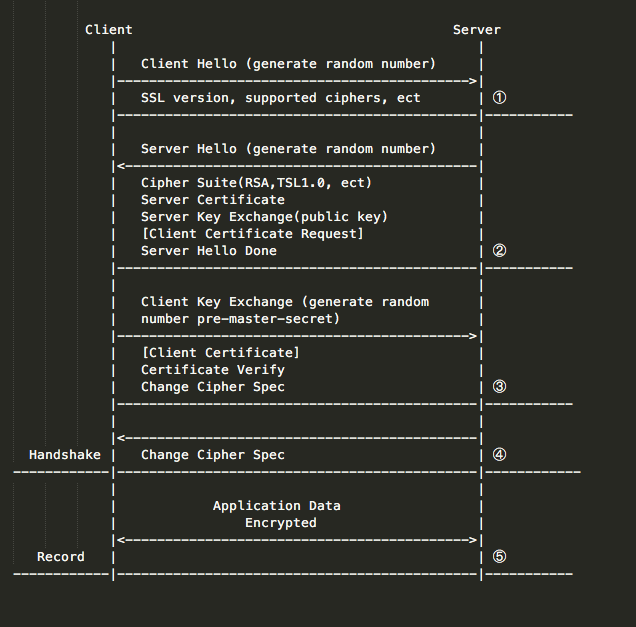 Client Server
Client Hello (generate random number)
SSL version, supported ciphers, ect ①
Server Hello (generate random number)
Cipher Suite(RSA,TSL1.0, ect)
Server Certificate
Server Key Exchange(public key)
[Client Certificate Request]
Server Hello Done ②
Client Key Exchange (generate random
number pre-master-secret)
[Client Certificate]
Certificate Verify
Change Cipher Spec ③
Handshake Change Cipher Spec ④
Application Data
Encrypted
Record ⑤